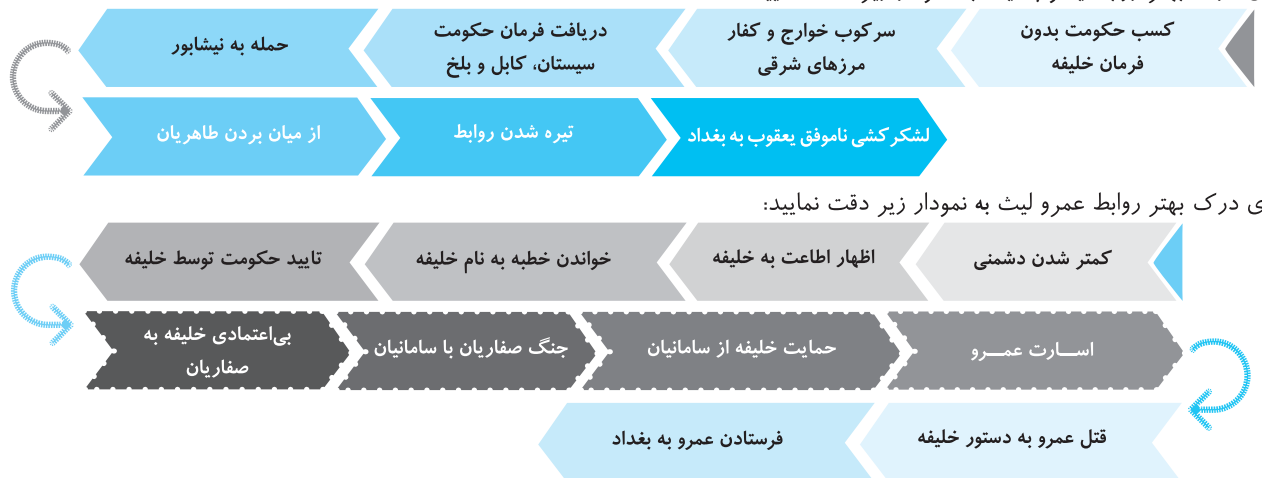 کسب حکومت بدون
فرمان خلیفه
سرکوب خوارج و کفار
مرزهای شرقی
دریافت فرمان حکومت
سیستان، کابل و بلخ
حمله به نیشابور
از میان بردن طاهریان
تیره شدن روابط
لشکرکشی ناموفق یعقوب به بغداد
ی درک بهتر روابط عمرو لیث به نمودار زیر دقت نمایید:
کمتر شدن دشمنی
اظهار اطاعت به خلیفه
خواندن خطبه به نام خلیفه
تایید حکومت توسط خلیفه
بی‌اعتمادی خلیفه به
صفاریان
جنگ صفاریان با سامانیان
حمایت خلیفه از سامانیان
اســارت عمــرو
قتل عمرو به دستور خلیفه
فرستادن عمرو به بغداد